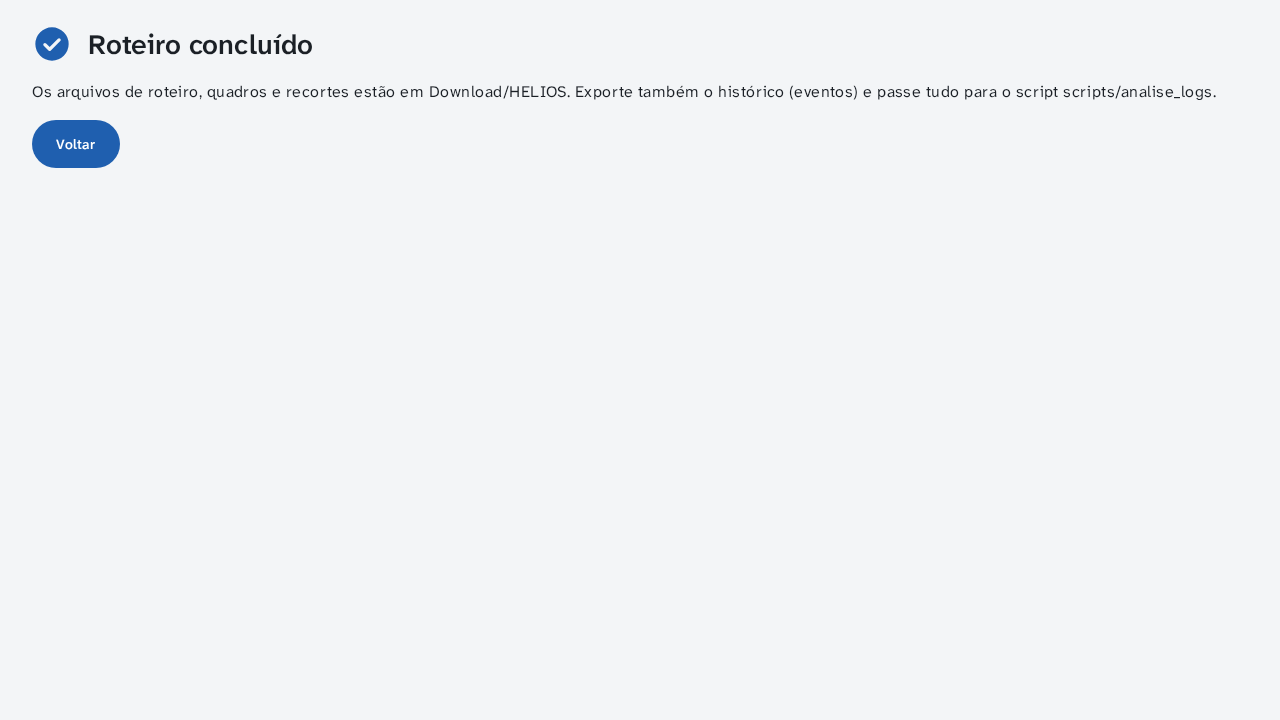 Roteiro concluído
Os arquivos de roteiro, quadros e recortes estão em Download/HELIOS. Exporte também o histórico (eventos) e passe tudo para o script scripts/analise_logs.
Voltar